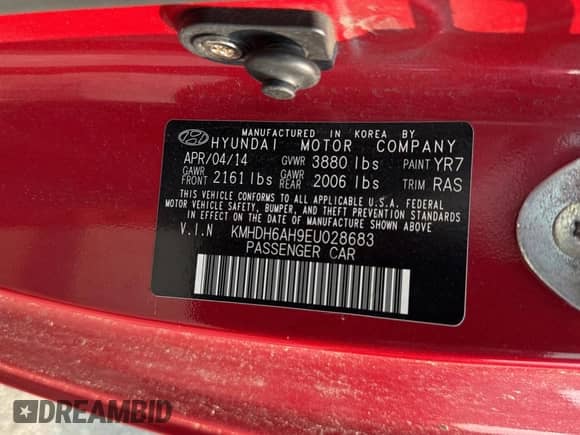 MANUFACTURED IN KOREA BY
HYUNDAI MOTOR COMPANY
APR/04/14 GVWR 3880 lbs PAINT YR7
GAWR FRONT 2161 lbs GAWR REAR 2006 lbs TRIM RAS
THIS VEHICLE CONFORMS TO ALL APPLICABLE U.S.A. FEDERAL
MOTOR VEHICLE SAFETY, BUMPER, AND THEFT PREVENTION STANDARDS
IN EFFECT ON THE DATE OF MANUFACTURE SHOWN ABOVE.
V.I.N KMHDH6AH9EU028683
PASSENGER CAR
DREAMBID